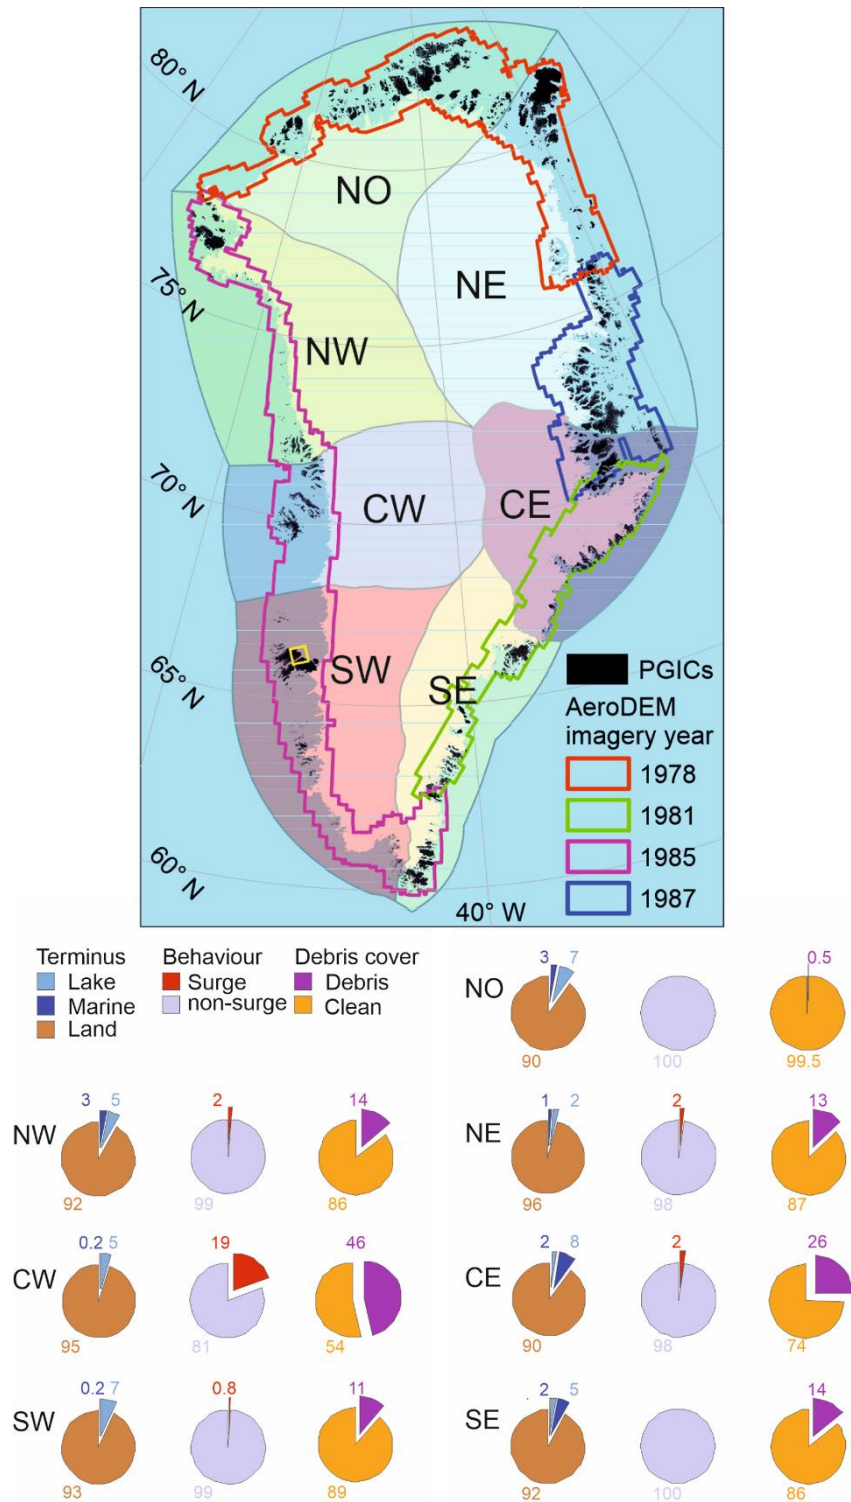 80° N
NO
75° N
NE
NW
70° N
CW
CE
65° N
SW
SE
60° N
40° W
PGICs
AeroDEM
imagery year
1978
1981
1985
1987
Terminus
Lake
Marine
Land
Behaviour
Surge
non-surge
Debris cover
Debris
Clean
NO
3 7
90
100
0.5
99.5
NW
3 5
92
2
99
14
86
NE
1 2
96
2
98
13
87
CW
0.2 5
95
19
81
46
54
CE
2 8
90
2
98
26
74
SW
0.2 7
93
0.8
99
11
89
SE
2 5
92
100
14
86